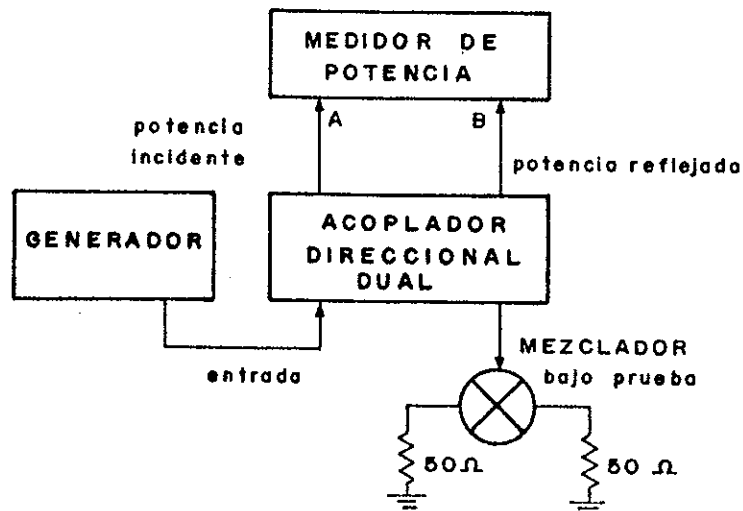 MEDIDOR DE
POTENCIA
A
B
potencia
incidente
potencia reflejada
GENERADOR
ACOPLADOR
DIRECCIONAL
DUAL
entrada
MEZCLADOR
bajo prueba
50Ω
50 Ω